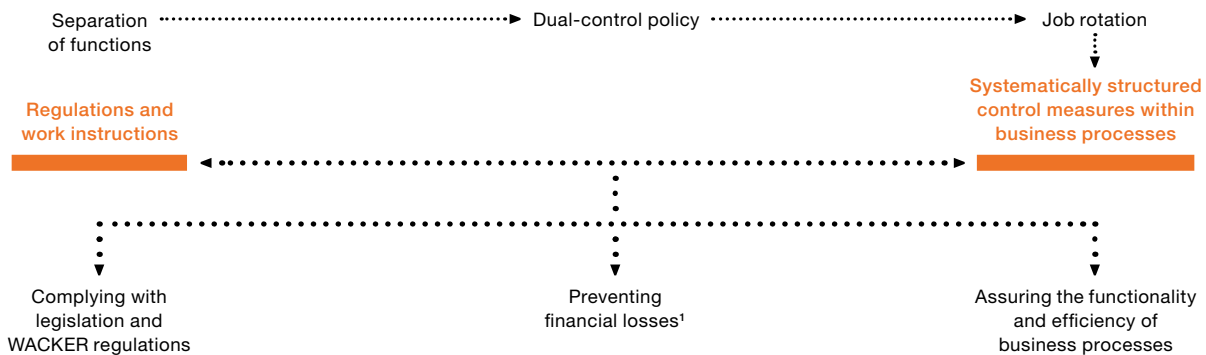 Separation
of functions
Dual-control policy
Job rotation
Regulations and
work instructions
Systematically structured
control measures within
business processes
Complying with
legislation and
WACKER regulations
Preventing
financial losses¹
Assuring the functionality
and efficiency of
business processes